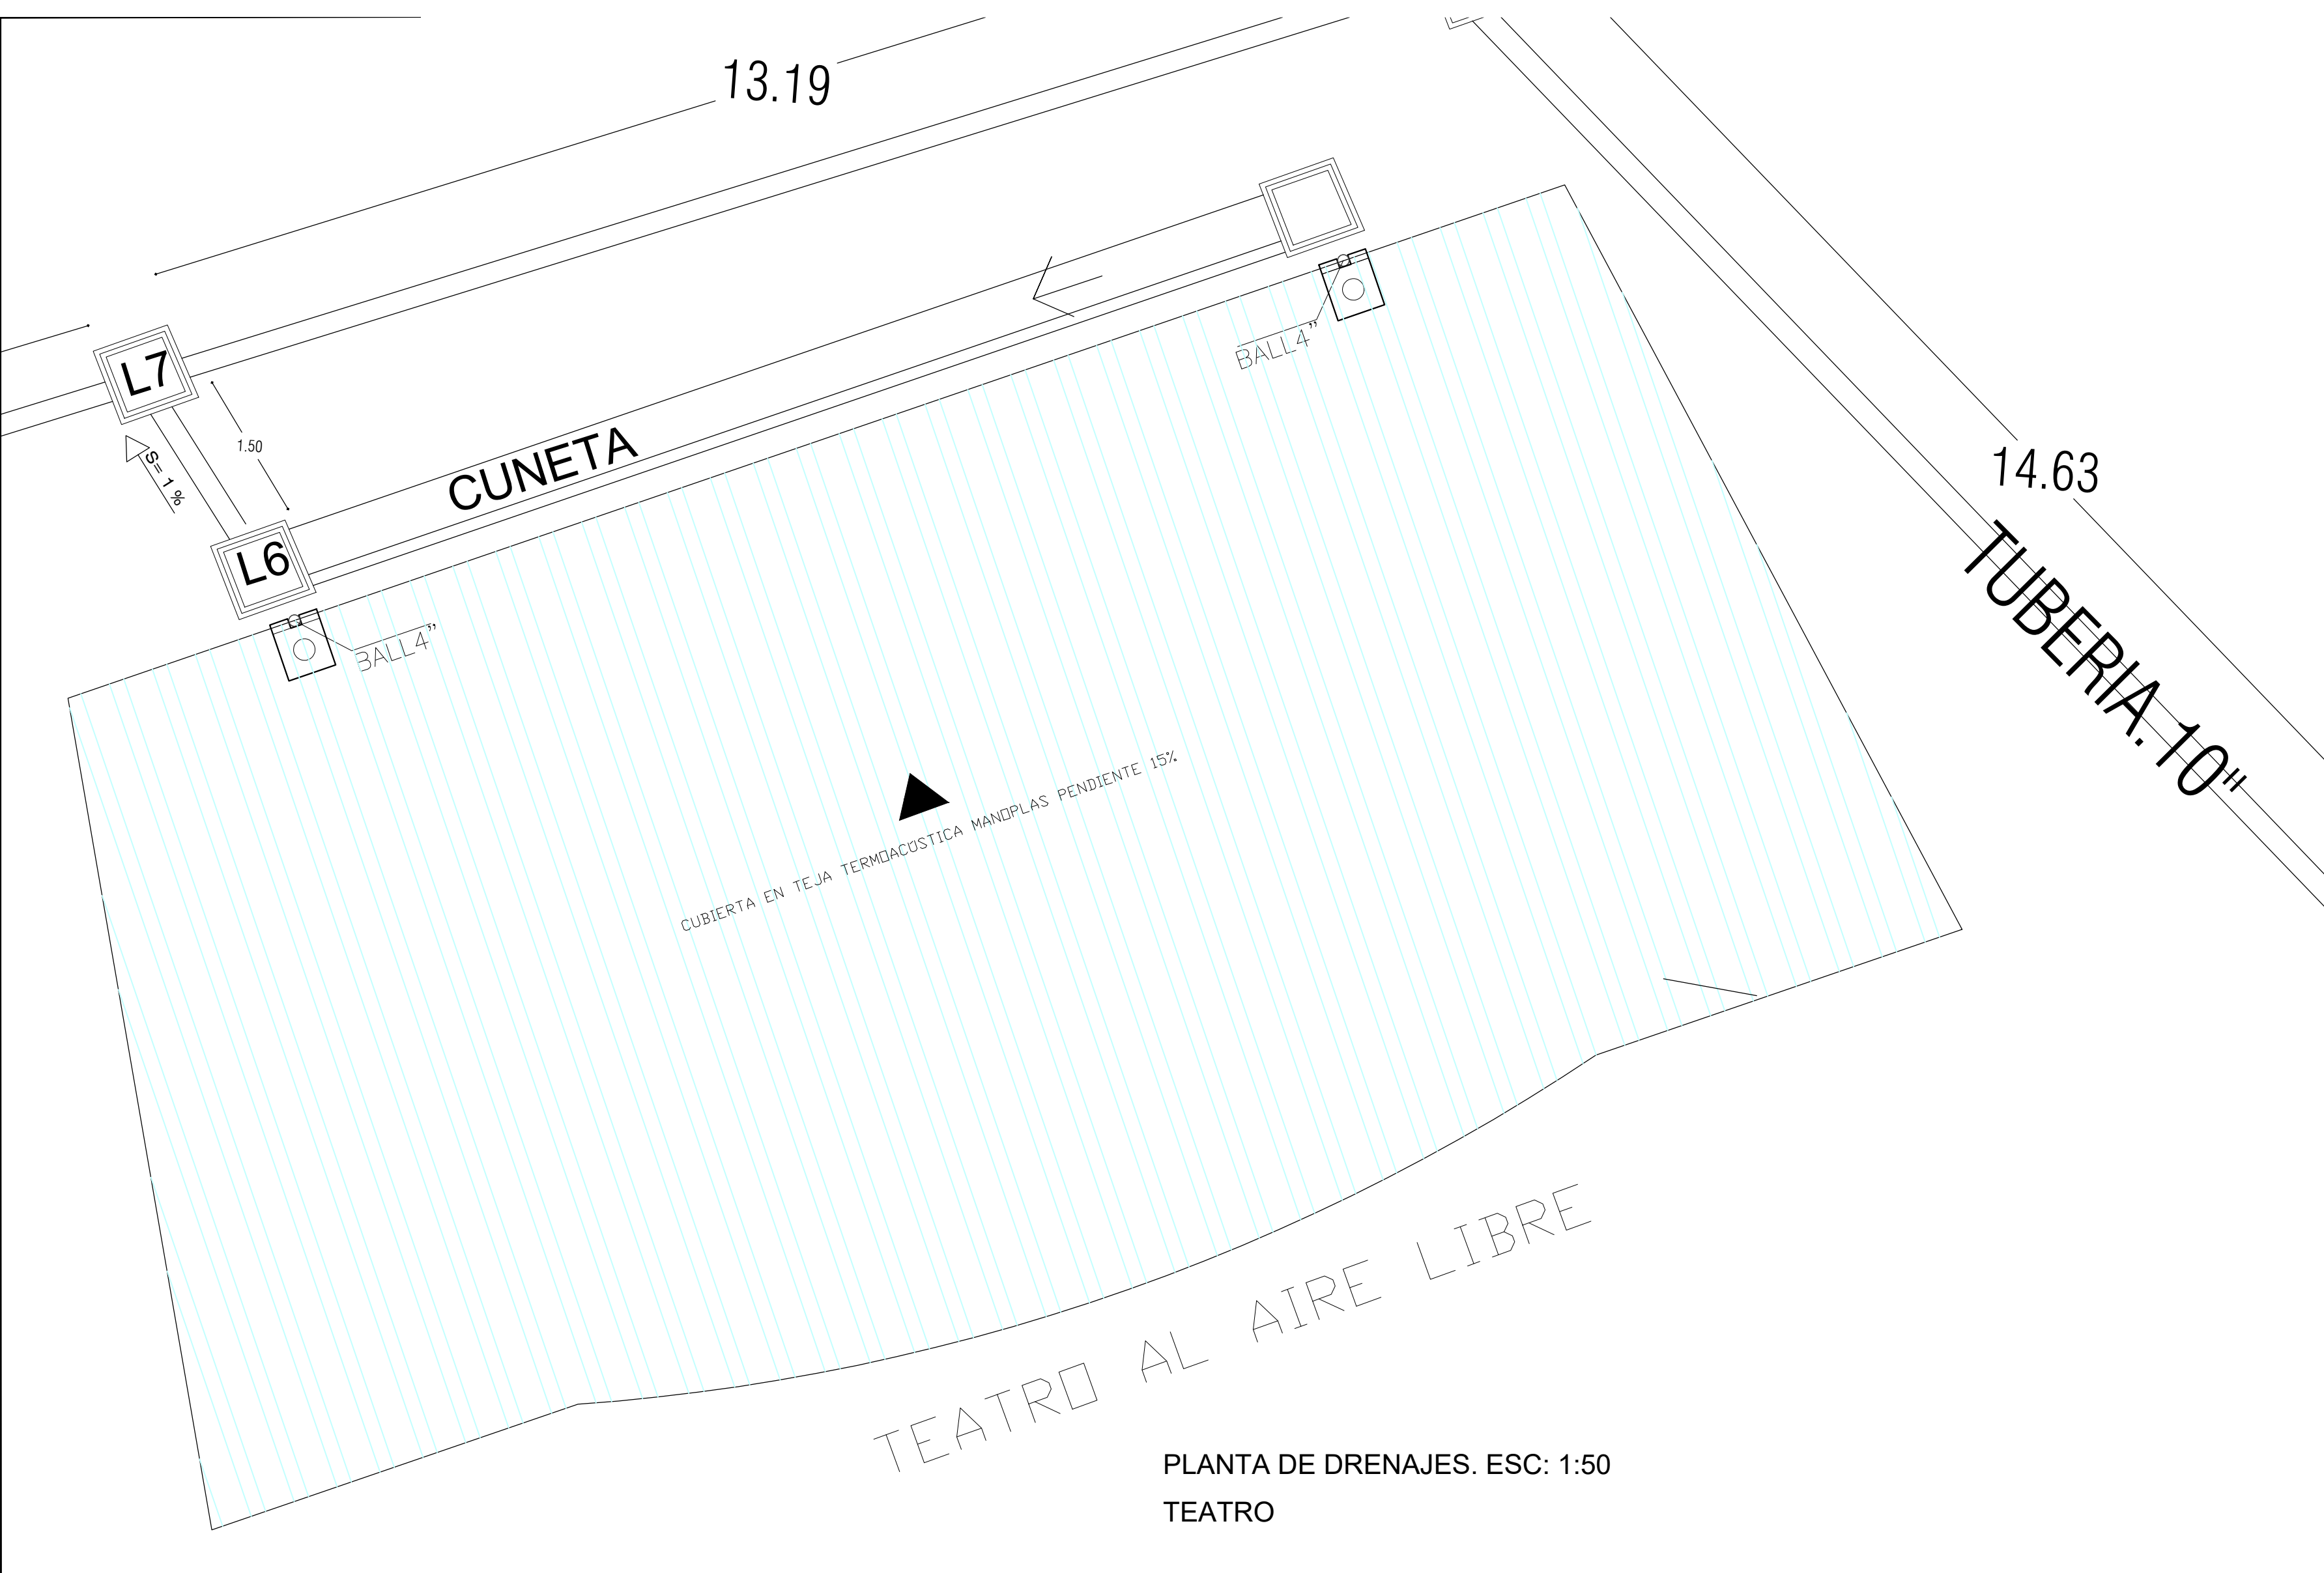 13.19
L7
1.50
S= 1 %
CUNETA
L6
BALL4”
BALL4”
14.63
TUBERIA. 10"
CUBIERTA EN TEJA TERMOACÚSTICA MANOPLAS PENDIENTE 15%
TEATRO AL AIRE LIBRE
PLANTA DE DRENAJES. ESC: 1:50
TEATRO